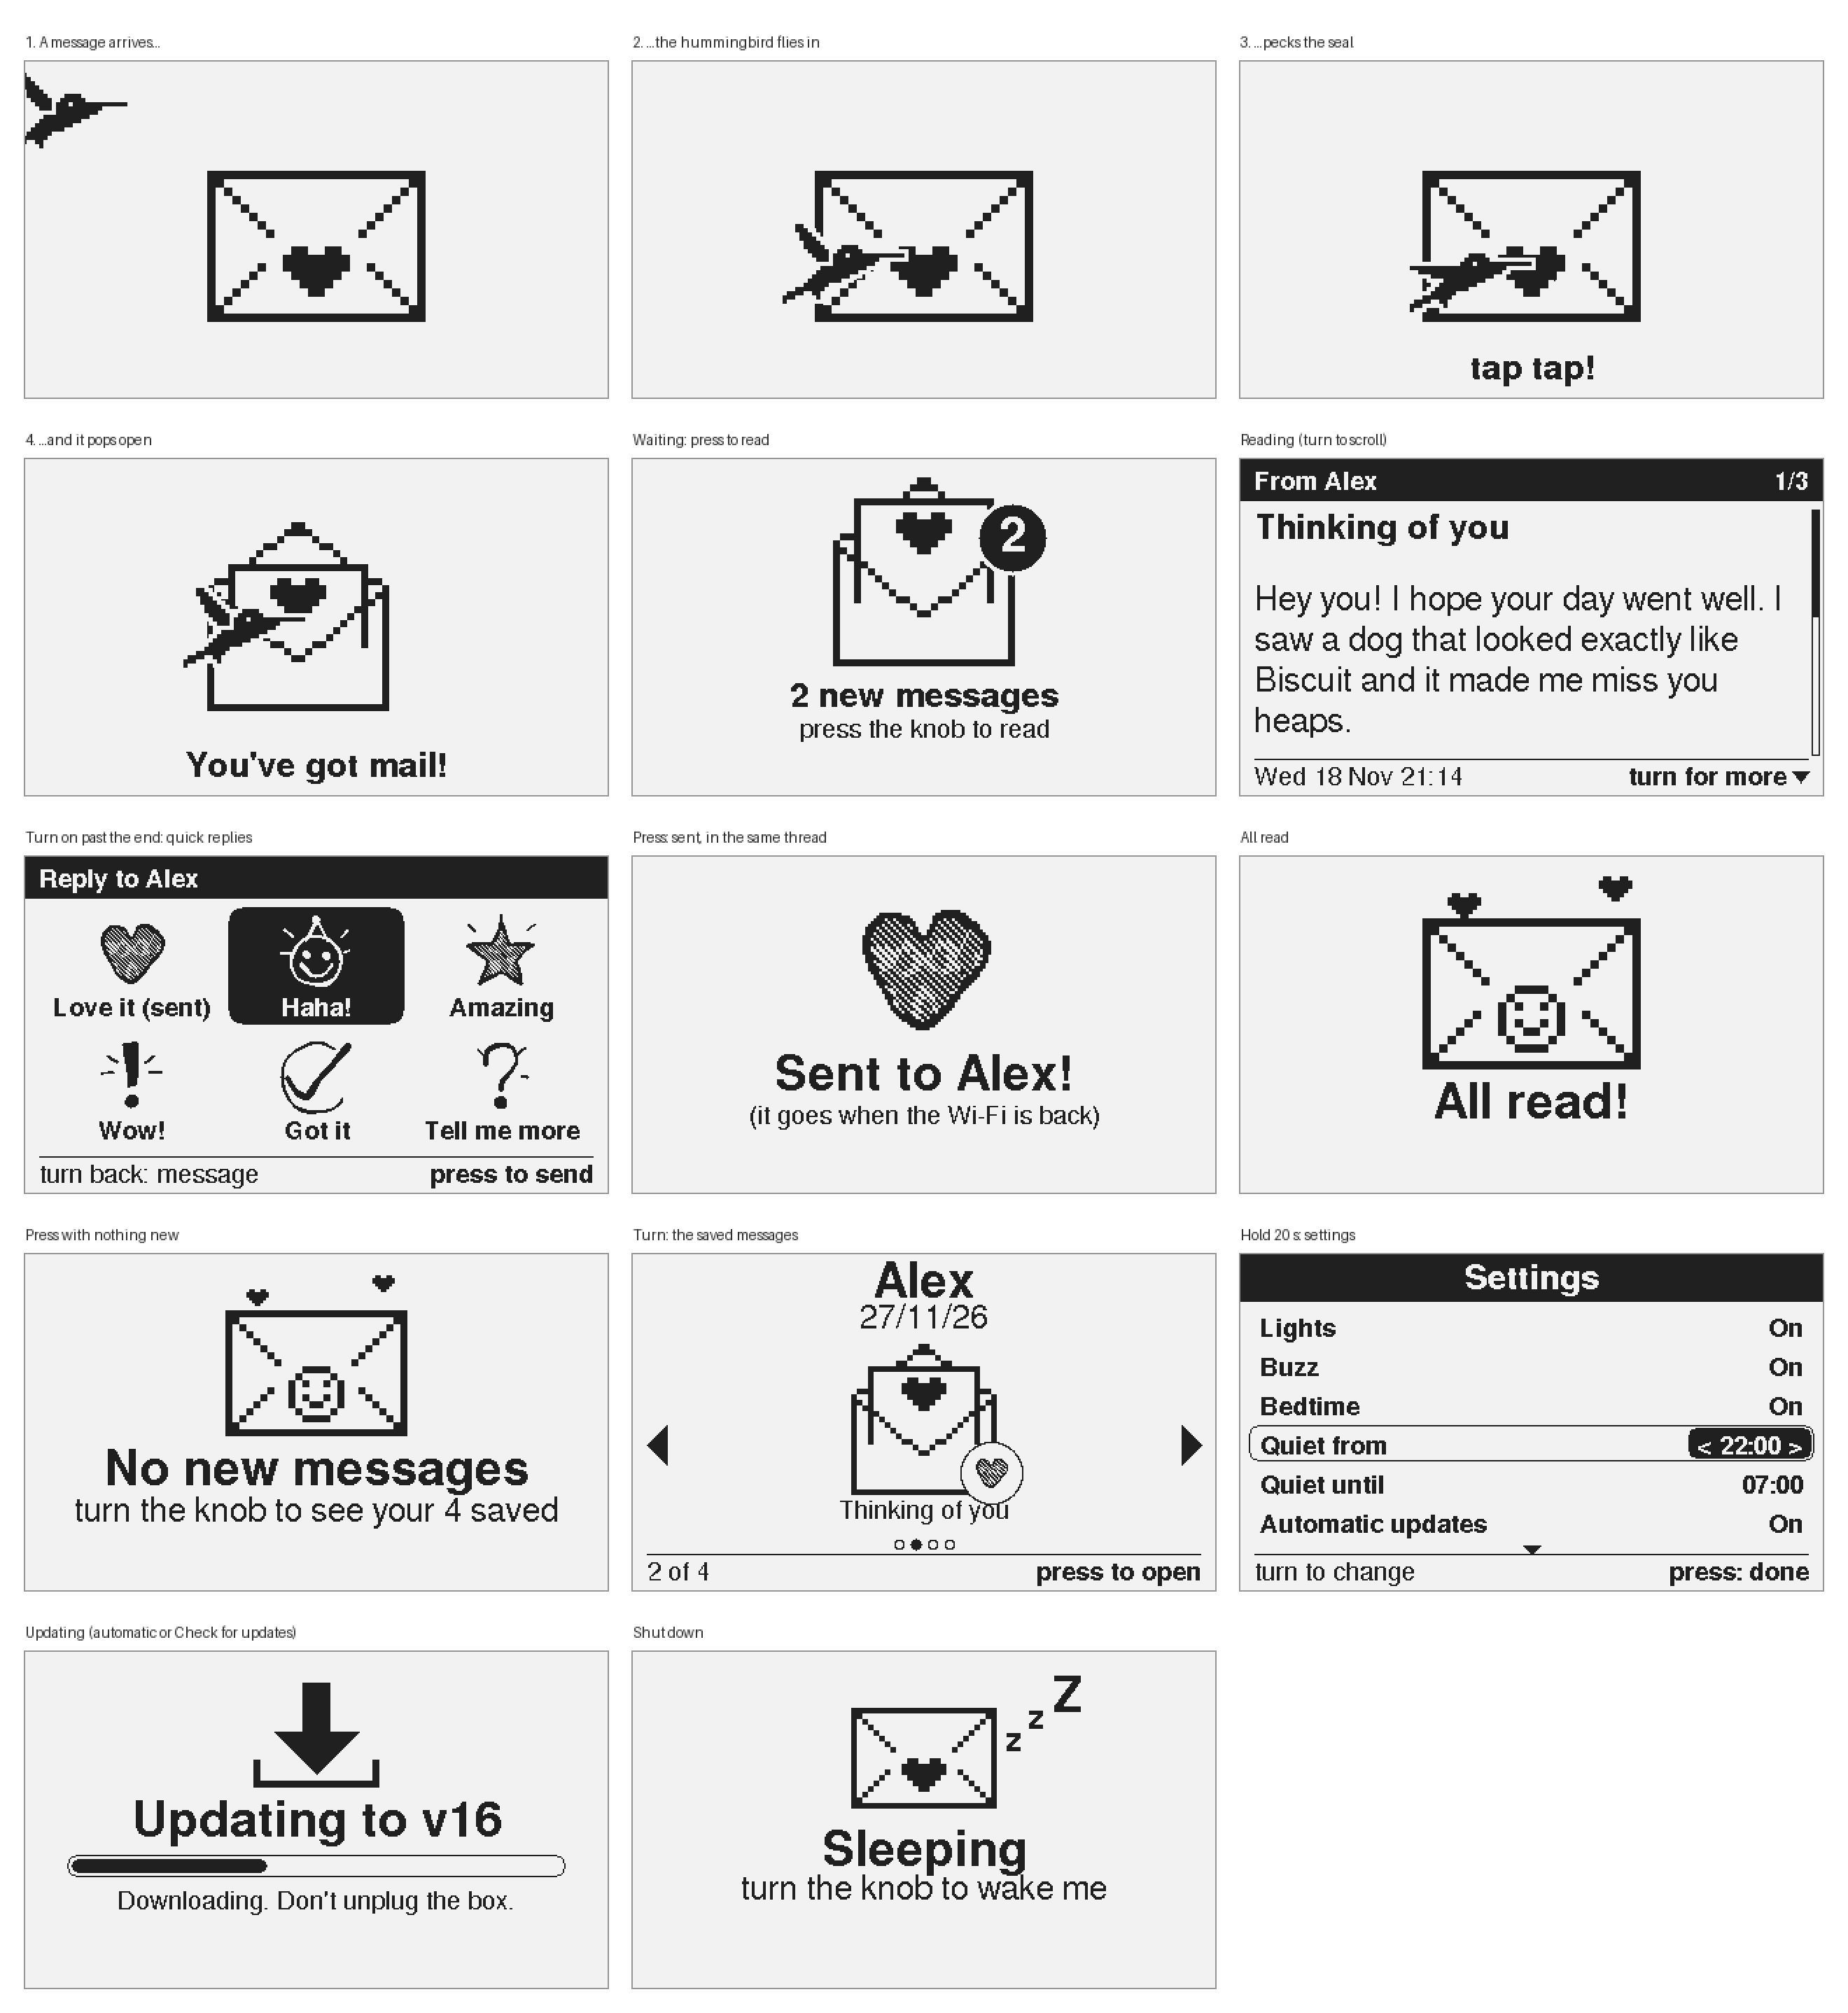 1. A message arrives...
2. ...the hummingbird flies in
3. ...pecks the seal
tap tap!
4. ...and it pops open
You've got mail!
Waiting: press to read
2
2 new messages
press the knob to read
Reading (turn to scroll)
From Alex 1/3
Thinking of you
Hey you! I hope your day went well. I
saw a dog that looked exactly like
Biscuit and it made me miss you
heaps.
Wed 18 Nov 21:14 turn for more
Turn on past the end: quick replies
Reply to Alex
Love it (sent) Haha! Amazing
Wow! Got it Tell me more
turn back: message press to send
Press: sent, in the same thread
Sent to Alex!
(it goes when the Wi-Fi is back)
All read
All read!
Press with nothing new
No new messages
turn the knob to see your 4 saved
Turn: the saved messages
Alex
27/11/26
Thinking of you
2 of 4 press to open
Hold 20 s: settings
Settings
Lights On
Buzz On
Bedtime On
Quiet from < 22:00 >
Quiet until 07:00
Automatic updates On
turn to change press: done
Updating (automatic or Check for updates)
Updating to v16
Downloading. Don't unplug the box.
Shut down
z z Z
Sleeping
turn the knob to wake me